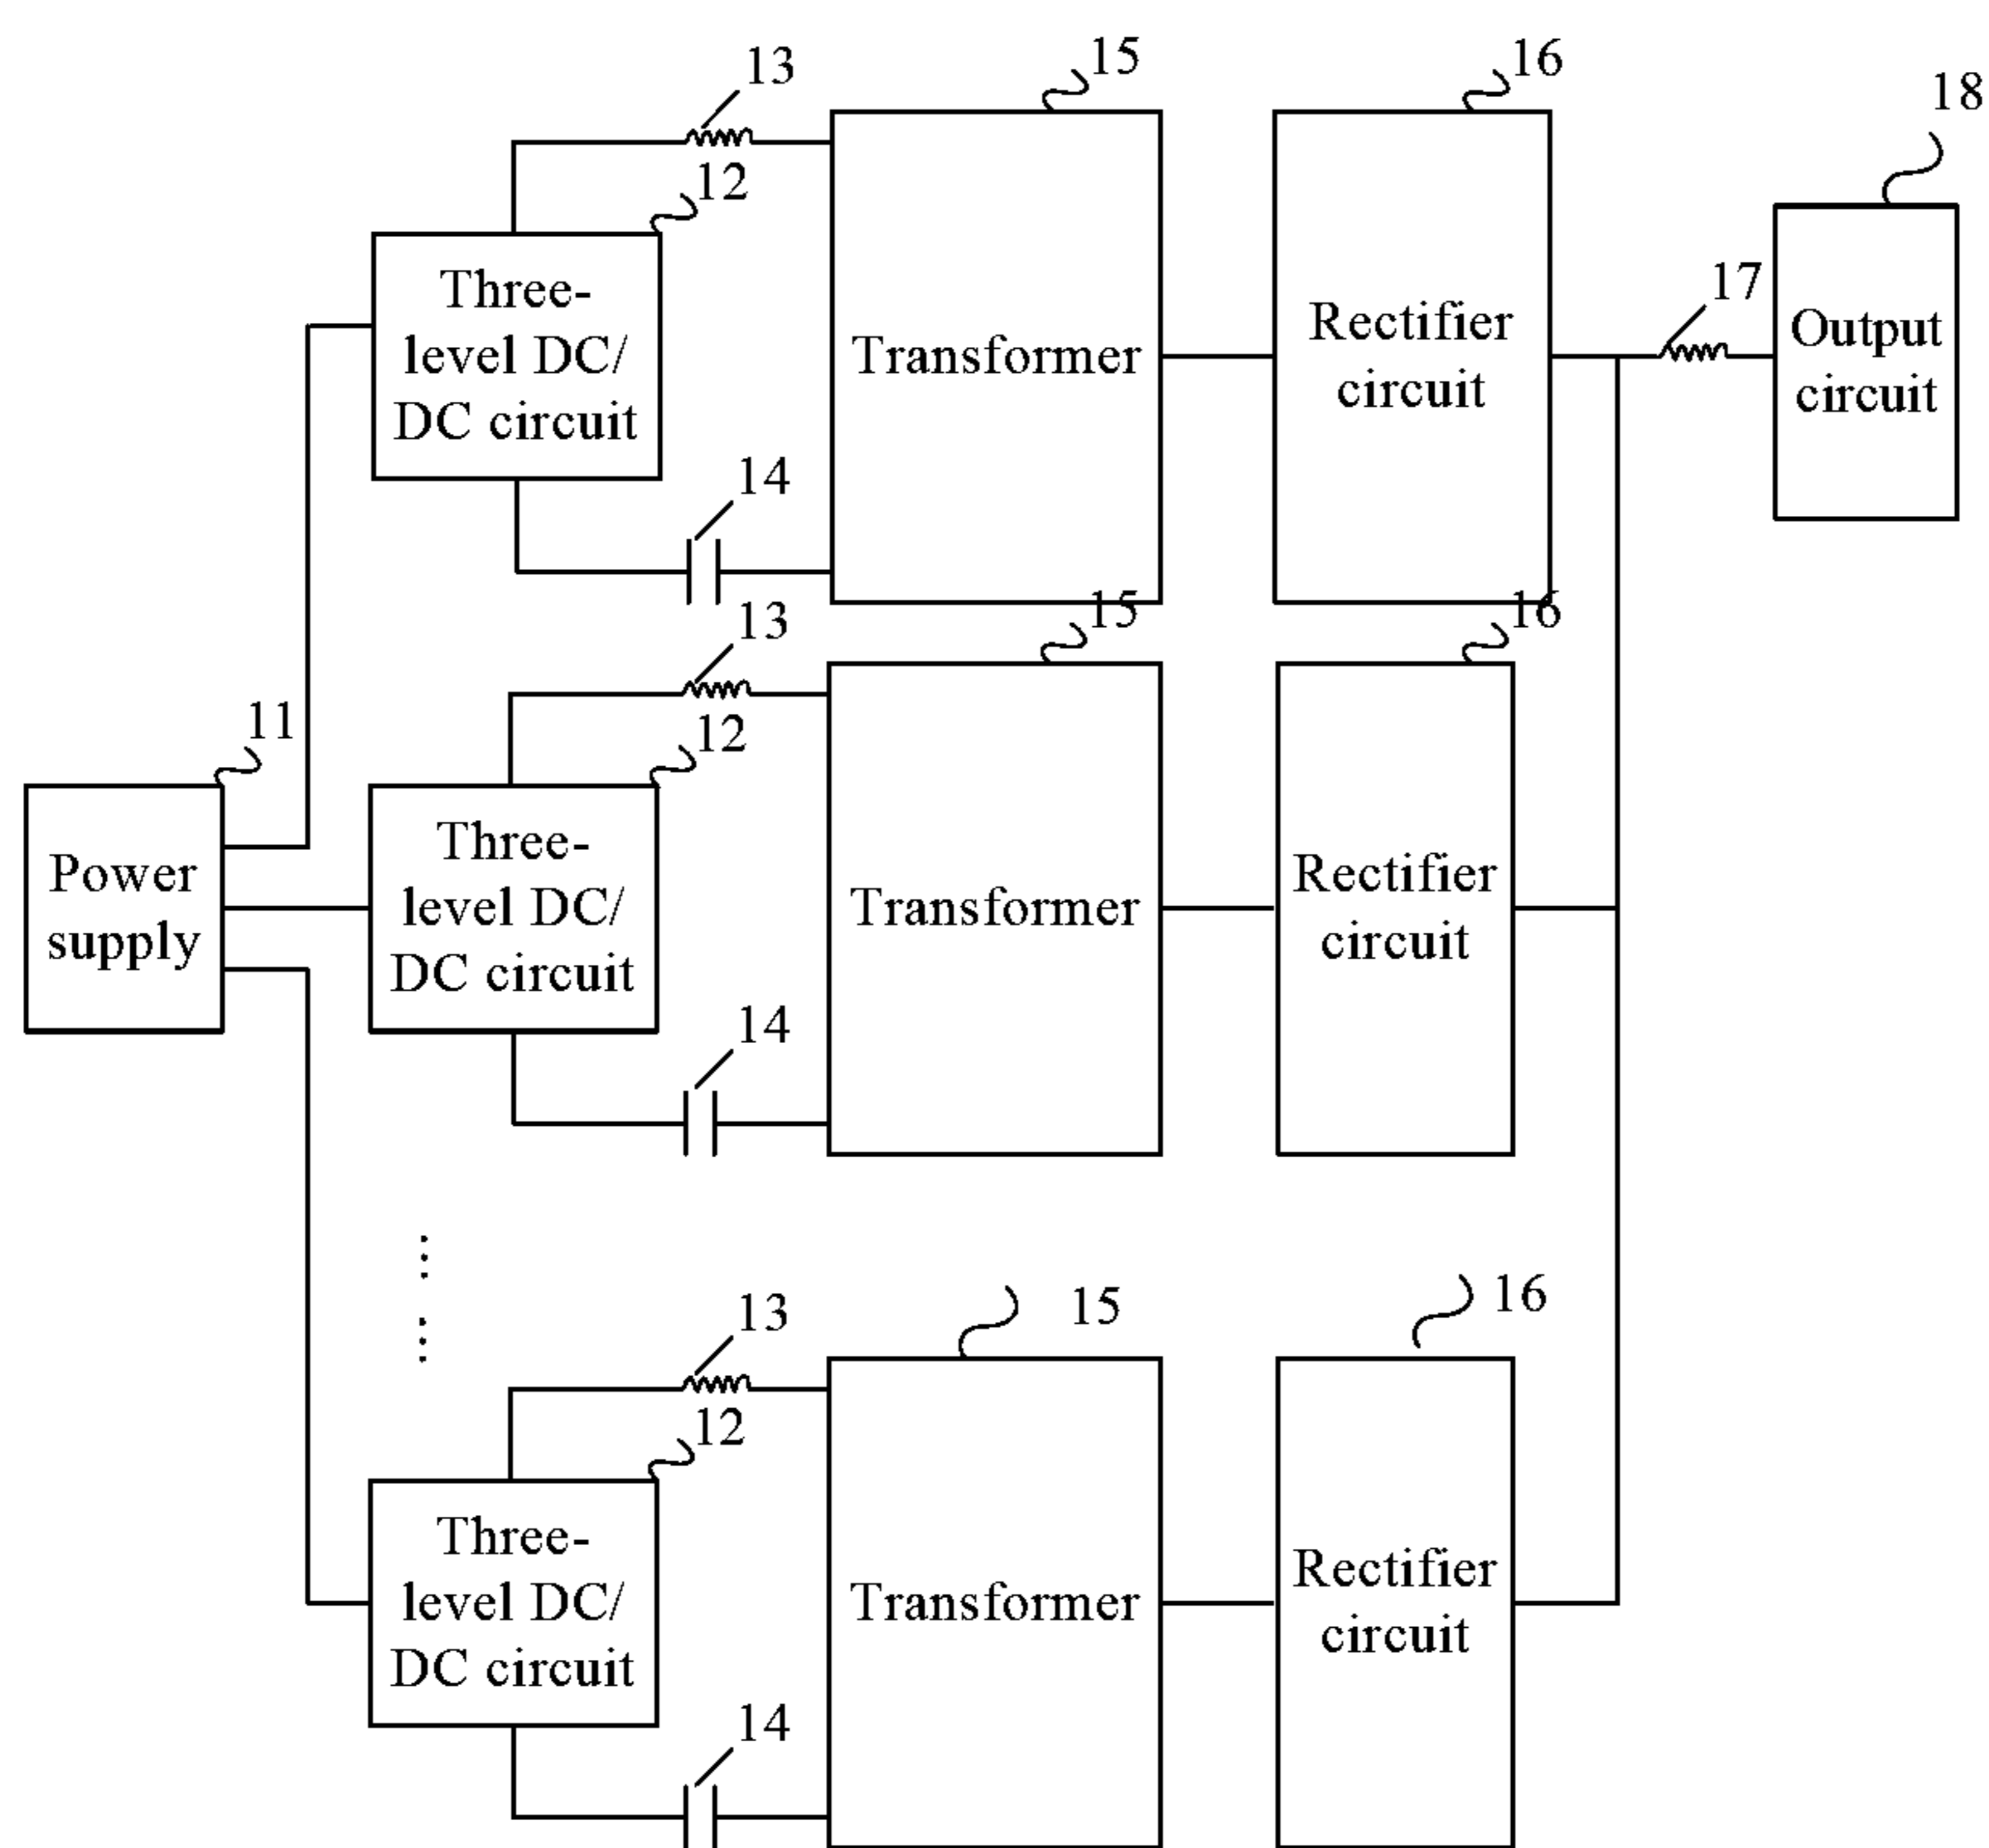 13
15
16
18
12
Three-
level DC/
DC circuit
Transformer
Rectifier
circuit
17
Output
circuit
14
13
15
16
12
11
Power
supply
Three-
level DC/
DC circuit
Transformer
Rectifier
circuit
14
13
15
16
12
Three-
level DC/
DC circuit
Transformer
Rectifier
circuit
14